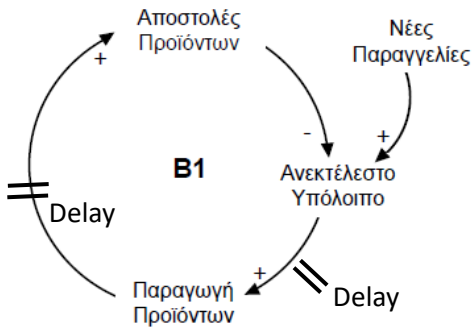 Αποστολές
Προϊόντων
+
Νέες
Παραγγελίες
-
+
B1
Ανεκτέλεστο
Υπόλοιπο
Delay
+
Delay
Παραγωγή
Προϊόντων